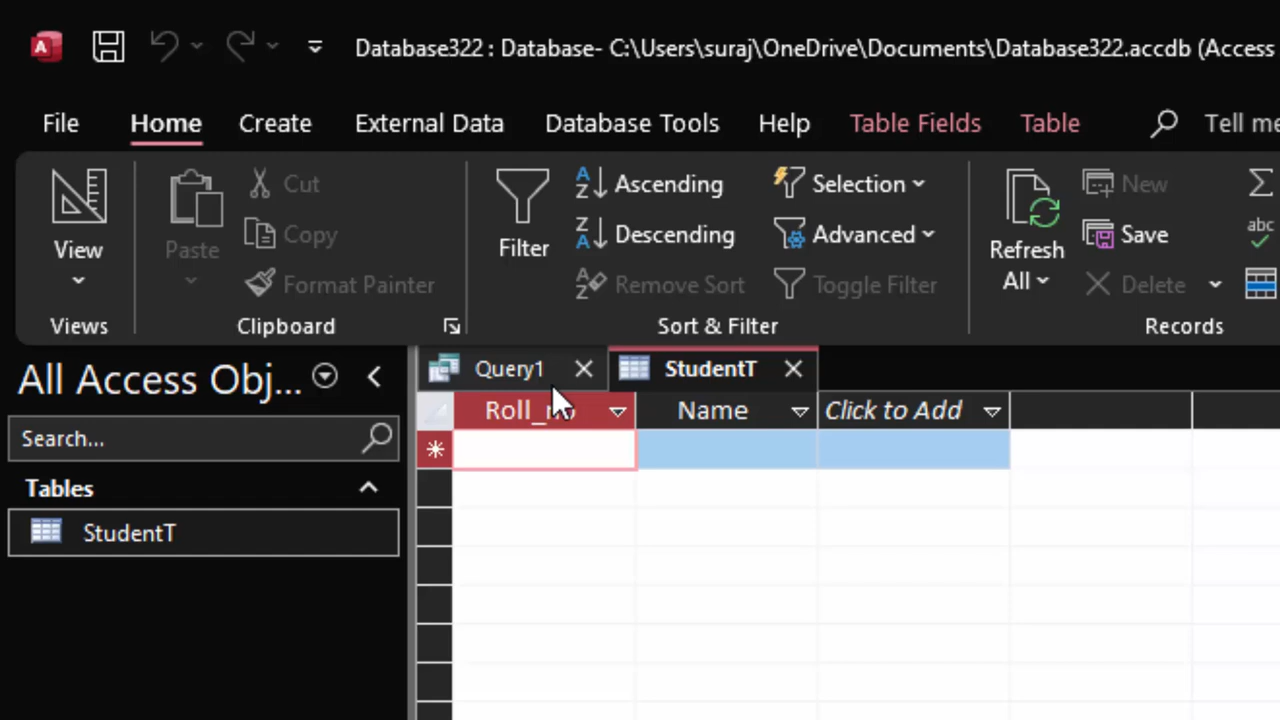 Database322 : Database- C:\Users\suraj\OneDrive\Documents\Database322.accdb (Access
File Home Create External Data Database Tools Help Table Fields Table Tell me
View
Views
Paste
Cut
Copy
Format Painter
Clipboard
Filter
Ascending
Descending
Remove Sort
Selection
Advanced
Toggle Filter
Sort & Filter
Refresh
All
New
Save
Delete
Records
All Access Obj...
Search...
Tables
StudentT
Query1 StudentT
Name Click to Add